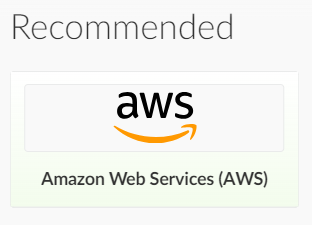 Recommended
aws
Amazon Web Services (AWS)